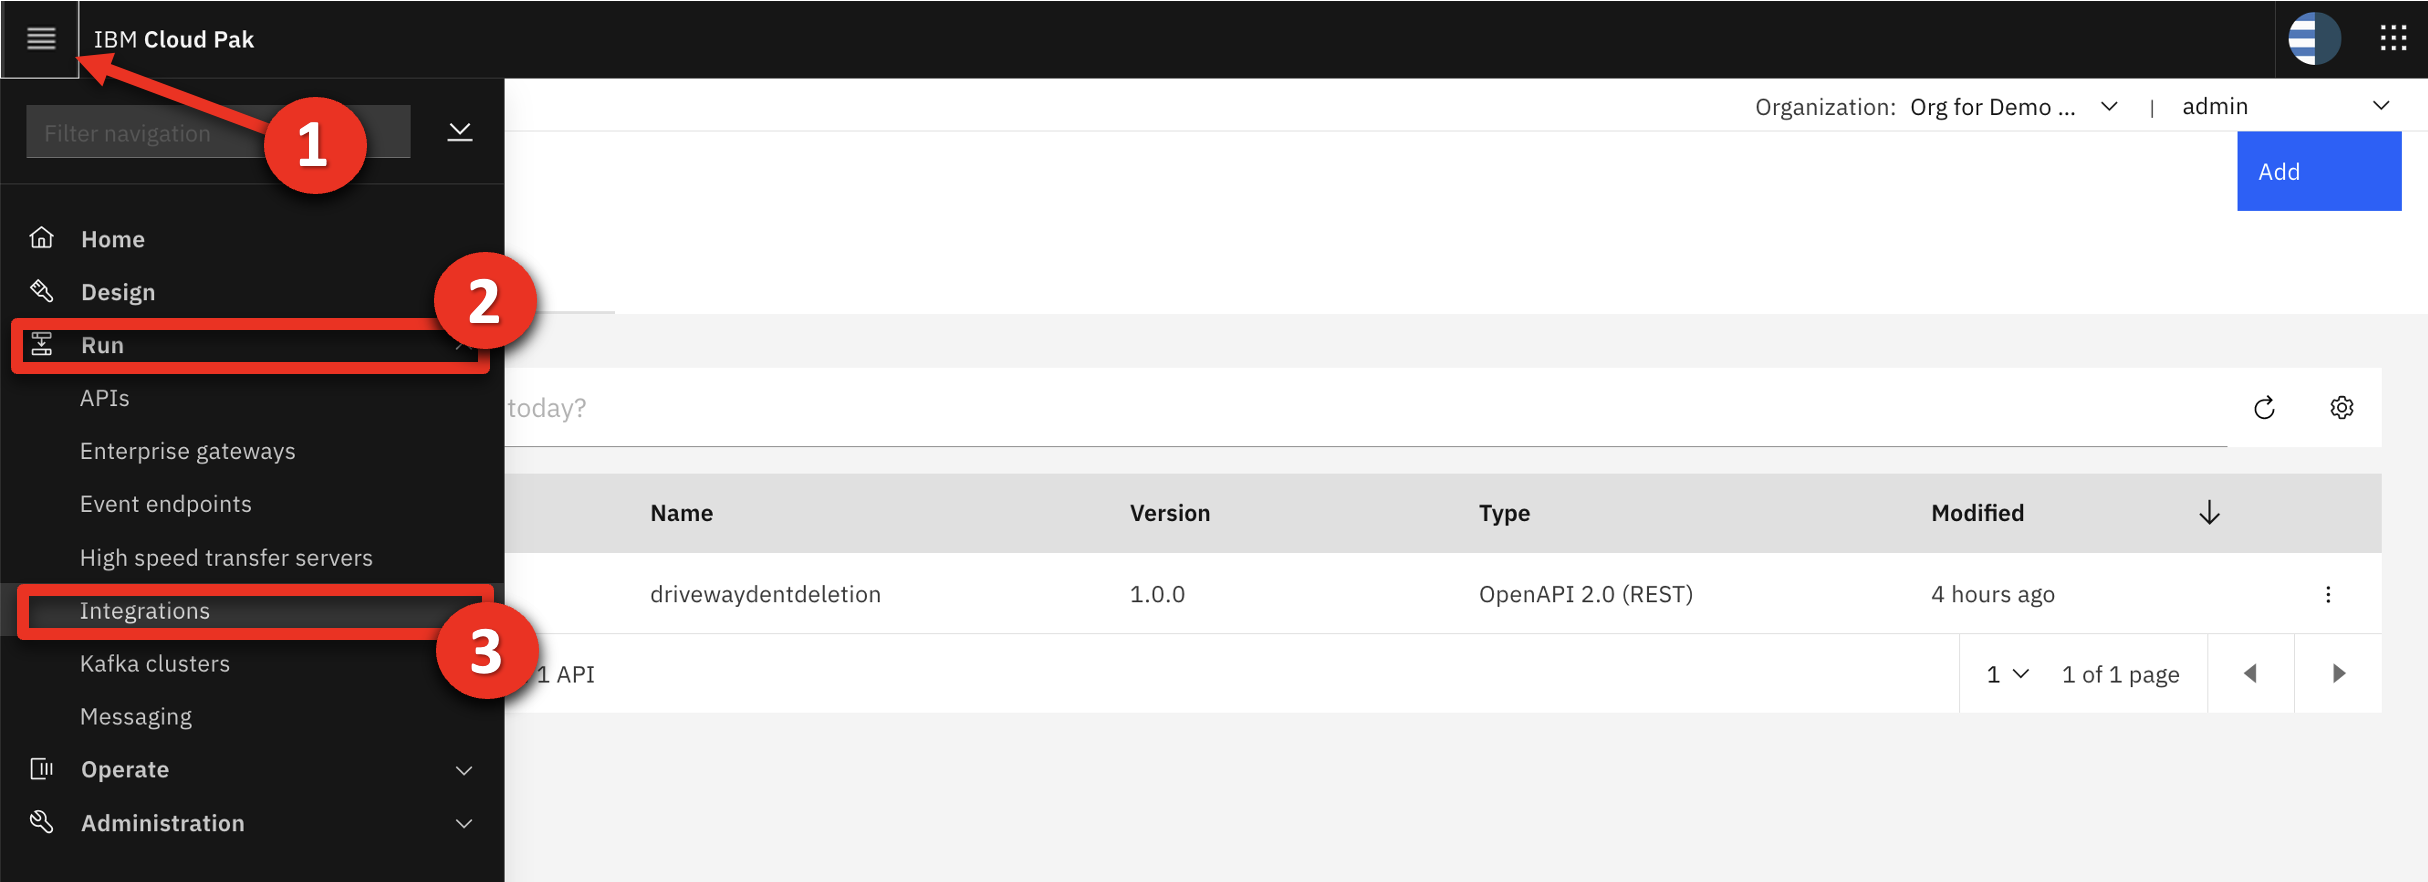 IBM Cloud Pak
Organization: Org for Demo ... | admin
Filter navigation
1
Add
Home
Design
2
Run
APIs
today?
Enterprise gateways
Event endpoints
Name Version Type Modified
High speed transfer servers
drivewaydentdeletion 1.0.0 OpenAPI 2.0 (REST) 4 hours ago
Integrations
3
Kafka clusters
1 API 1 1 of 1 page
Messaging
Operate
Administration